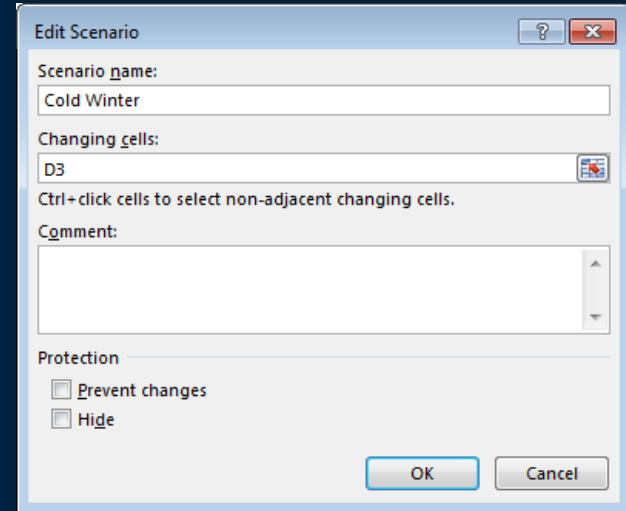 Edit Scenario
?
Scenario name:
Cold Winter
Changing cells:
D3
Ctrl+click cells to select non-adjacent changing cells.
Comment:
Protection
Prevent changes
Hide
OK Cancel